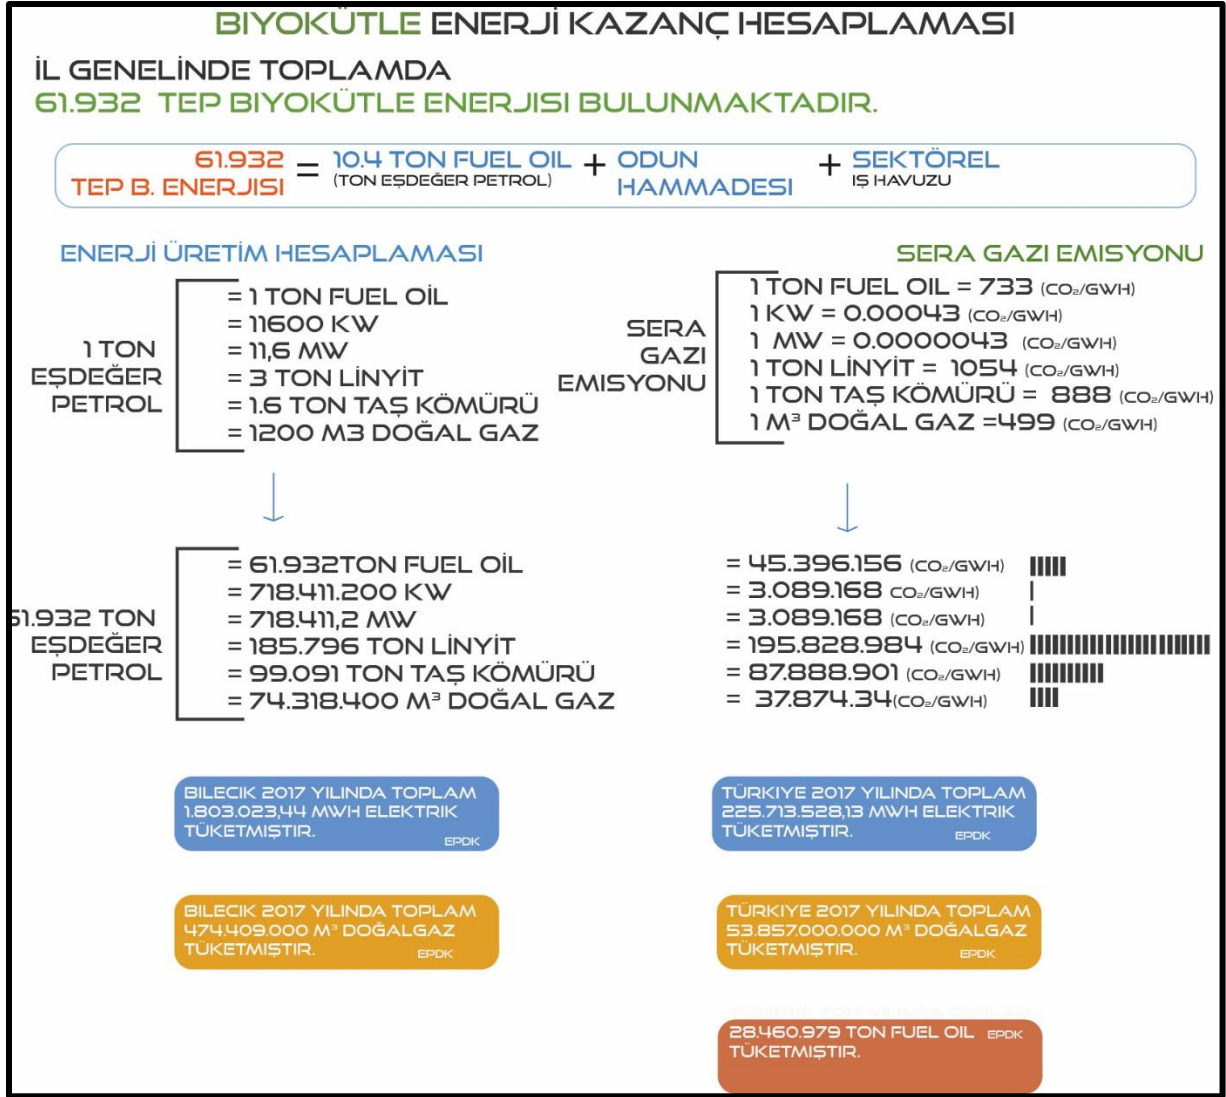 BIYOKÜTLE ENERJİ KAZANÇ HESAPLAMASI
İL GENELİNDE TOPLAMDA
61.932 TEP BIYOKÜTLE ENERJISI BULUNMAKTADIR.
61.932
TEP B. ENERJISI
=
10.4 TON FUEL OIL
(TON EŞDEĞER PETROL)
+
ODUN
HAMMADESI
+
SEKTÖREL
IŞ HAVUZU
ENERJİ ÜRETİM HESAPLAMASI
1 TON
EŞDEĞER
PETROL
= 1 TON FUEL OİL
= 11600 KW
= 11,6 MW
= 3 TON LİNYİT
= 1.6 TON TAŞ KÖMÜRÜ
= 1200 M3 DOĞAL GAZ
SERA GAZI EMISYONU
SERA
GAZI
EMISYONU
1 TON FUEL OIL = 733 (CO₂/GWH)
1 KW = 0.00043 (CO₂/GWH)
1 MW = 0.0000043 (CO₂/GWH)
1 TON LİNYİT = 1054 (CO₂/GWH)
1 TON TAŞ KÖMÜRÜ = 888 (CO₂/GWH)
1 M³ DOĞAL GAZ =499 (CO₂/GWH)
61.932 TON
EŞDEĞER
PETROL
= 61.932TON FUEL OİL
= 718.411.200 KW
= 718.411,2 MW
= 185.796 TON LİNYİT
= 99.091 TON TAŞ KÖMÜRÜ
= 74.318.400 M³ DOĞAL GAZ
= 45.396.156 (CO₂/GWH)
= 3.089.168 CO₂/GWH)
= 3.089.168 (CO₂/GWH)
= 195.828.984 (CO₂/GWH)
= 87.888.901 (CO₂/GWH)
= 37.874.34(CO₂/GWH)
BILECIK 2017 YILINDA TOPLAM
1.803.023,44 MWH ELEKTRIK
TÜKETMIŞTIR.
EPDK
TÜRKIYE 2017 YILINDA TOPLAM
225.713.528,13 MWH ELEKTRIK
TÜKETMIŞTIR.
EPDK
BILECIK 2017 YILINDA TOPLAM
474.409.000 M³ DOĞALGAZ
TÜKETMIŞTIR.
EPDK
TÜRKIYE 2017 YILINDA TOPLAM
53.857.000.000 M³ DOĞALGAZ
TÜKETMIŞTIR.
EPDK
TÜRKIYE 2017 YILINDA TOPLAM
28.460.979 TON FUEL OIL EPDK
TÜKETMIŞTIR.